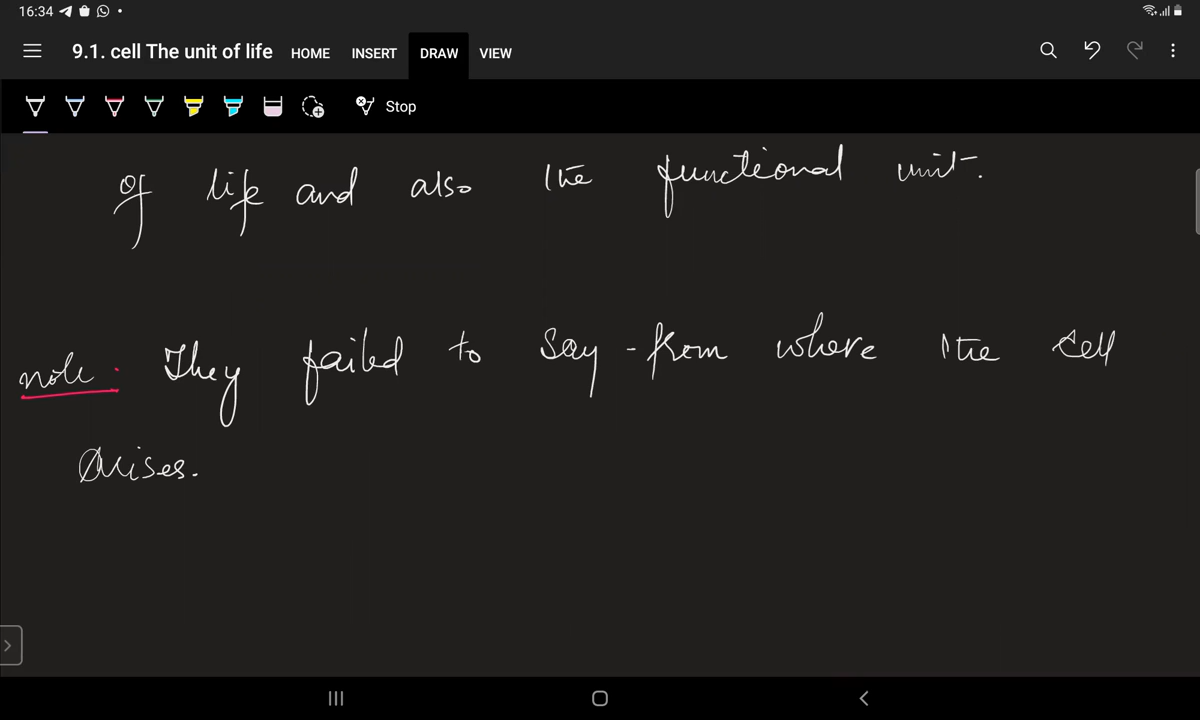 16:34
9.1. cell The unit of life HOME INSERT DRAW VIEW
Stop
of life and also the functional unit.
note: They failed to say from where the cell
arises.